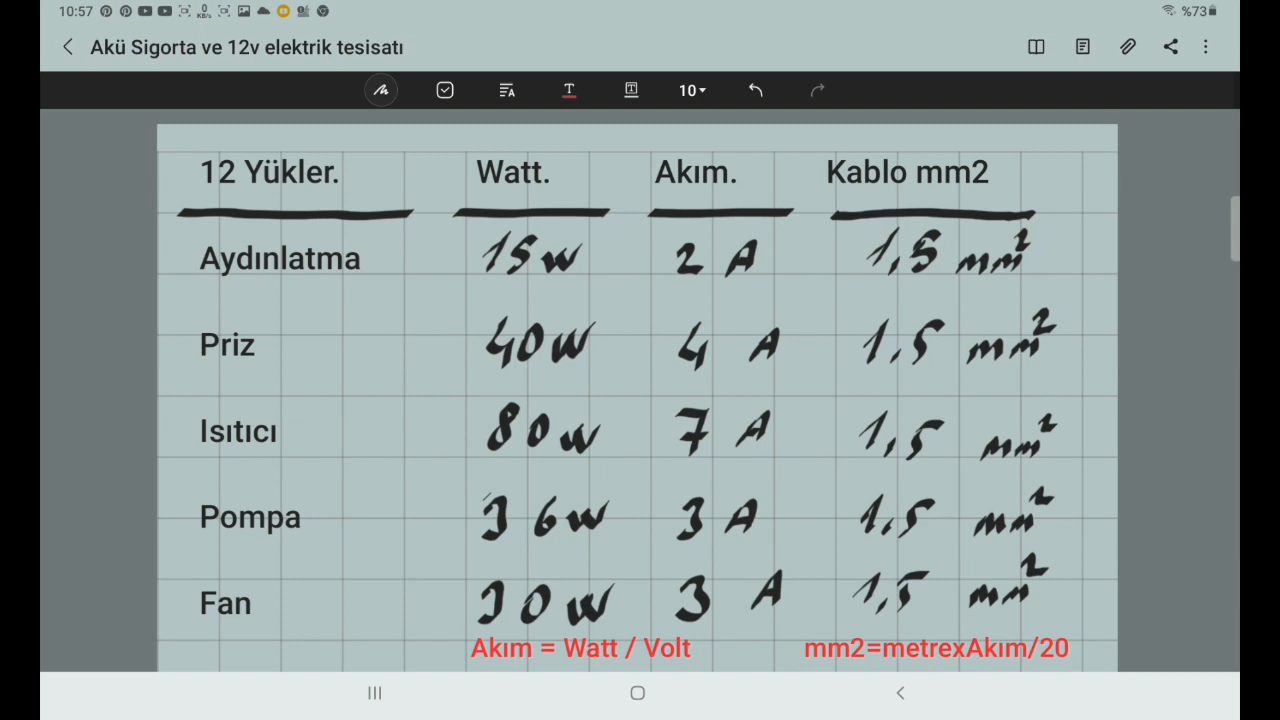 10:57 0 KB/s %73
Akü Sigorta ve 12v elektrik tesisatı
10
12 Yükler. Watt. Akım. Kablo mm2
Aydınlatma 15w 2 A 1,5 mm²
Priz 40w 4 A 1,5 mm²
Isıtıcı 80w 7 A 1,5 mm²
Pompa 36w 3 A 1,5 mm²
Fan 30w 3 A 1,5 mm²
Akım = Watt / Volt mm2=metrexAkım/20